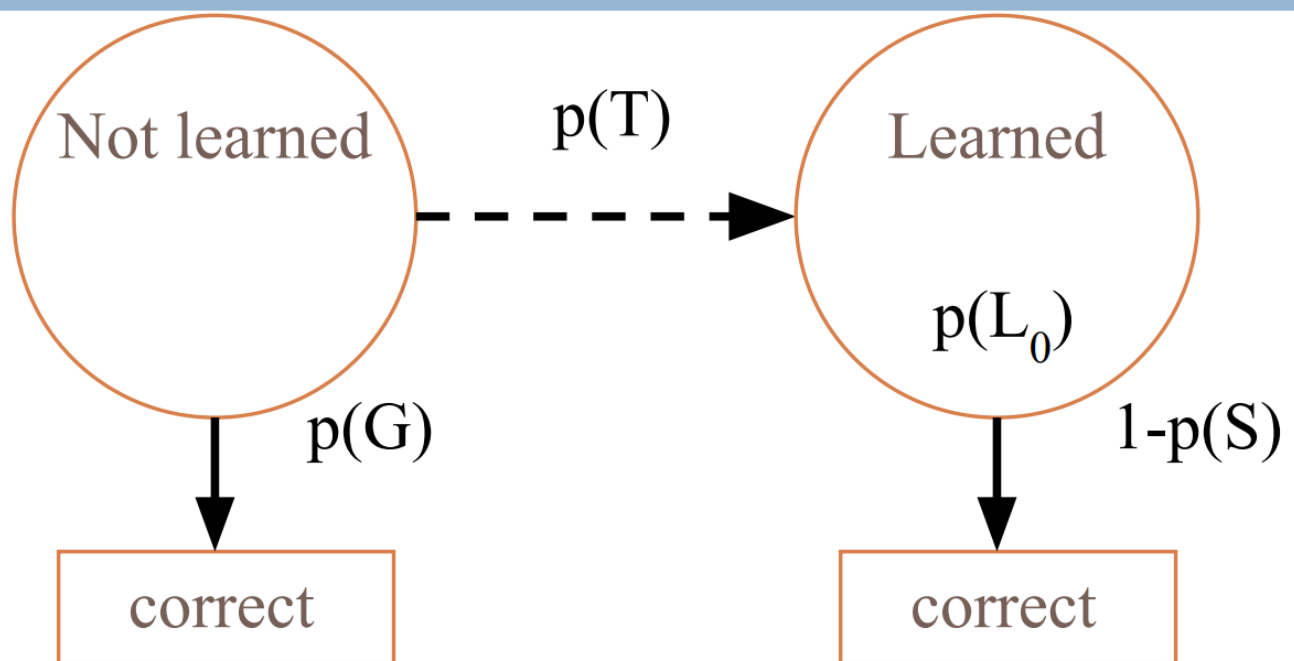 p(T)
Not learned
Learned
p(L₀)
p(G)
1-p(S)
correct
correct